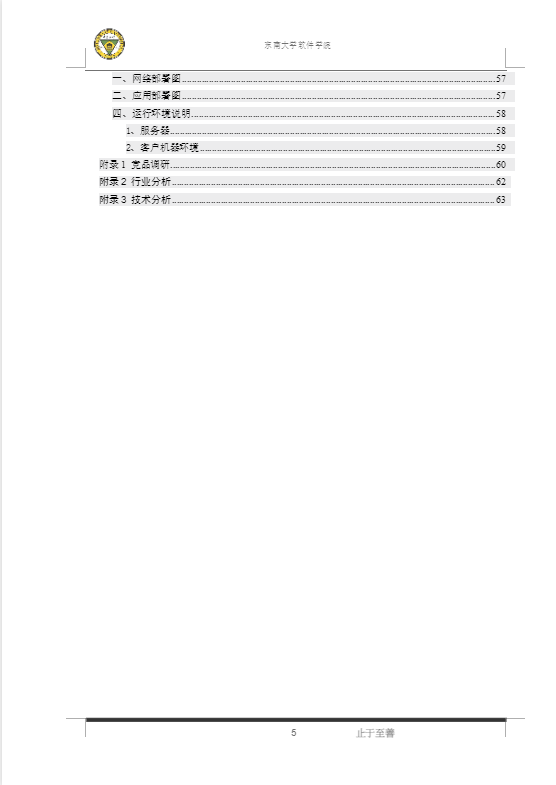 东南大学软件学院
一、网络部署图........57
二、应用部署图........57
四、运行环境说明........58
1、服务器........58
2、客户机器环境........59
附录 1 竞品调研........60
附录 2 行业分析........62
附录 3 技术分析........63
5 止于至善